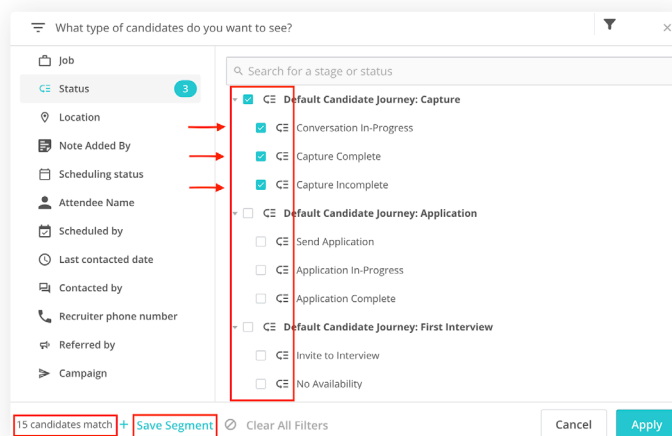 What type of candidates do you want to see?
Job
Status
3
Location
Note Added By
Scheduling status
Attendee Name
Scheduled by
Last contacted date
Contacted by
Recruiter phone number
Referred by
Campaign
Search for a stage or status
Default Candidate Journey: Capture
Conversation In-Progress
Capture Complete
Capture Incomplete
Default Candidate Journey: Application
Send Application
Application In-Progress
Application Complete
Default Candidate Journey: First Interview
Invite to Interview
No Availability
15 candidates match + Save Segment Clear All Filters
Cancel
Apply